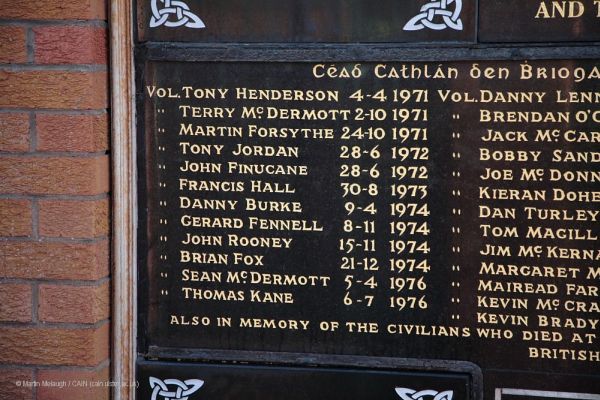 AND T
Céad Cathlán den Brioga
VOL. TONY HENDERSON 4-4 1971 VOL. DANNY LENN
" TERRY McDERMOTT 2-10 1971 " BRENDAN O'C
" MARTIN FORSYTHE 24-10 1971 " JACK McCAR
" TONY JORDAN 28-6 1972 " BOBBY SAND
" JOHN FINUCANE 28-6 1972 " JOE McDONN
" FRANCIS HALL 30-8 1973 " KIERAN DOHE
" DANNY BURKE 9-4 1974 " DAN TURLEY
" GERARD FENNELL 8-11 1974 " TOM MAGILL
" JOHN ROONEY 15-11 1974 " JIM McKERNA
" BRIAN FOX 21-12 1974 " MARGARET M
" SEAN McDERMOTT 5-4 1976 " MAIREAD FAR
" THOMAS KANE 6-7 1976 " KEVIN McCRA
" KEVIN BRADY
ALSO IN MEMORY OF THE CIVILIANS WHO DIED AT
BRITISH
© Martin Melaugh / CAIN (cain.ulster.ac.uk)